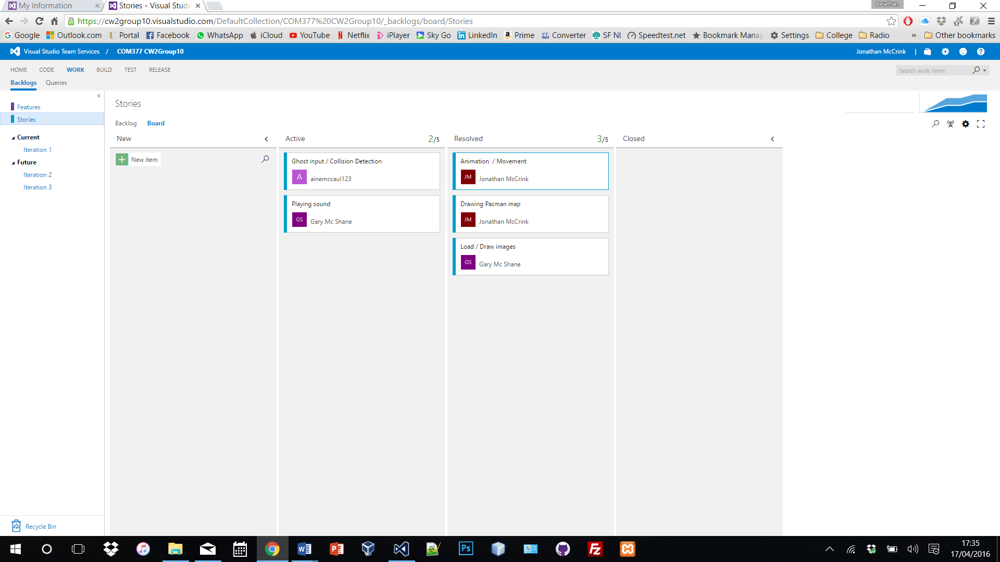 My Information
Stories - Visual Studi
Jonathan
https://cw2group10.visualstudio.com/DefaultCollection/COM377%20CW2Group10/_backlogs/board/Stories
Google Outlook.com Portal Facebook WhatsApp iCloud YouTube Netflix iPlayer Sky Go LinkedIn Prime Converter SF NI Speedtest.net Bookmark Manag Settings College Radio » Other bookmarks
Visual Studio Team Services / COM377 CW2Group10
Jonathan McCrink |
HOME CODE WORK BUILD TEST RELEASE
Search work items
Backlogs Queries
Features
Stories
Current
Iteration 1
Future
Iteration 2
Iteration 3
Recycle Bin
Stories
Backlog Board
New
New item
Active 2/5
Ghost input / Collision Detection
A ainemccaul123
Playing sound
GS Gary Mc Shane
Resolved 3/5
Animation  / Movement
JM Jonathan McCrink
Drawing Pacman map
JM Jonathan McCrink
Load / Draw images
GS Gary Mc Shane
Closed
17:35
17/04/2016